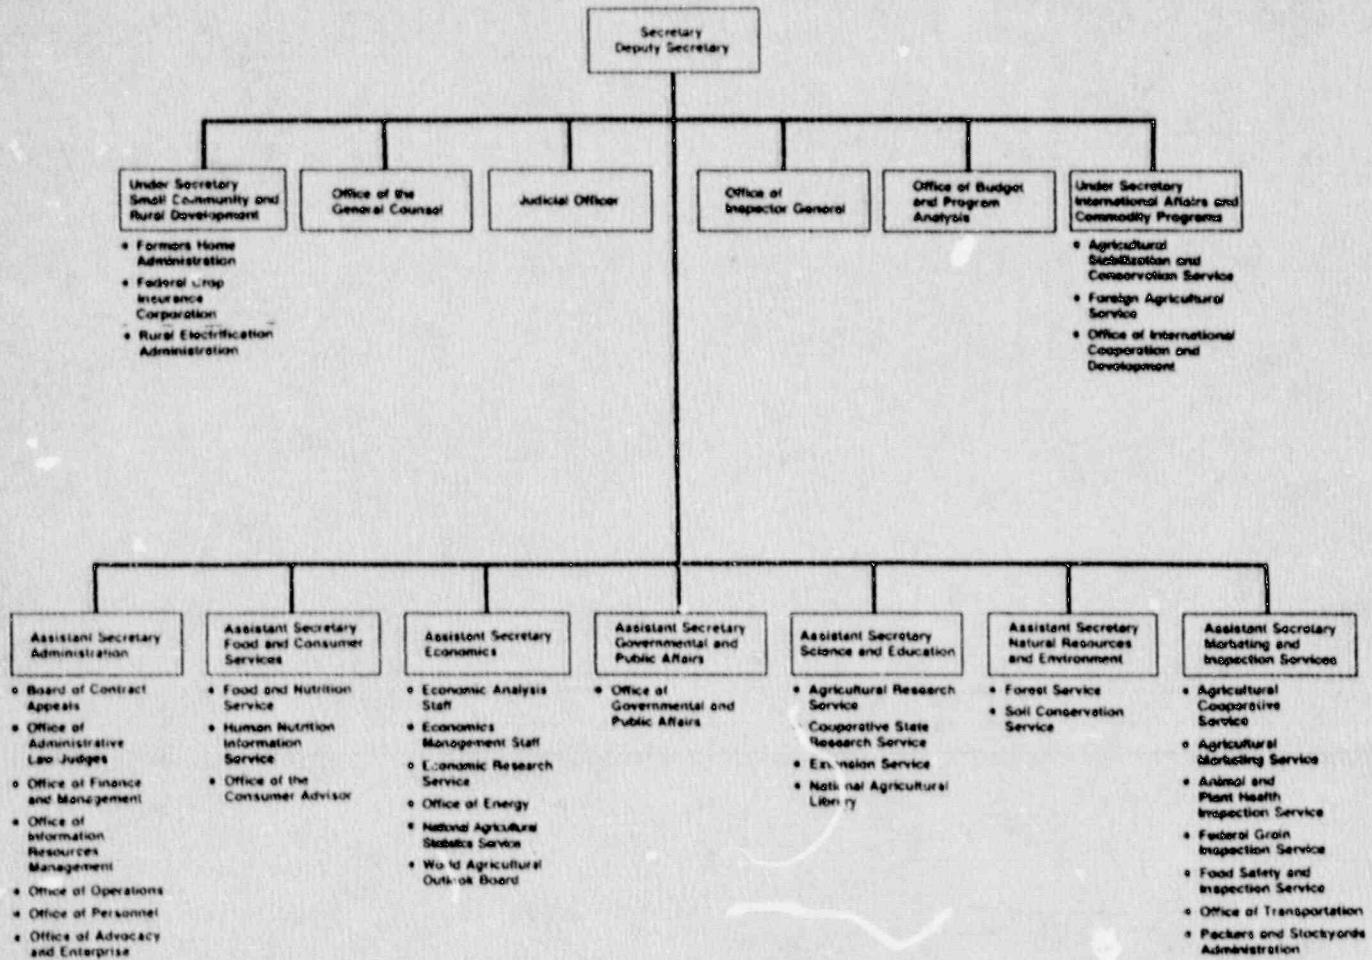 Secretary
Deputy Secretary
Under Secretary
Small Community and
Rural Development
• Farmers Home
Administration
• Federal Crop
Insurance
Corporation
• Rural Electrification
Administration
Office of the
General Counsel
Judicial Officer
Office of
Inspector General
Office of Budget
and Program
Analysis
Under Secretary
International Affairs and
Commodity Programs
• Agricultural
Stabilization and
Conservation Service
• Foreign Agricultural
Service
• Office of International
Cooperation and
Development
Assistant Secretary
Administration
• Board of Contract
Appeals
• Office of
Administrative
Law Judges
• Office of Finance
and Management
• Office of
Information
Resources
Management
• Office of Operations
• Office of Personnel
• Office of Advocacy
and Enterprise
Assistant Secretary
Food and Consumer
Services
• Food and Nutrition
Service
• Human Nutrition
Information
Service
• Office of the
Consumer Advisor
Assistant Secretary
Economics
• Economic Analysis
Staff
• Economics
Management Staff
• Economic Research
Service
• Office of Energy
• National Agricultural
Statistics Service
• World Agricultural
Outlook Board
Assistant Secretary
Governmental and
Public Affairs
• Office of
Governmental and
Public Affairs
Assistant Secretary
Science and Education
• Agricultural Research
Service
Cooperative State
Research Service
• Extension Service
• National Agricultural
Library
Assistant Secretary
Natural Resources
and Environment
• Forest Service
• Soil Conservation
Service
Assistant Secretary
Marketing and
Inspection Services
• Agricultural
Cooperative
Service
• Agricultural
Marketing Service
• Animal and
Plant Health
Inspection Service
• Federal Grain
Inspection Service
• Food Safety and
Inspection Service
• Office of Transportation
• Packers and Stockyards
Administration